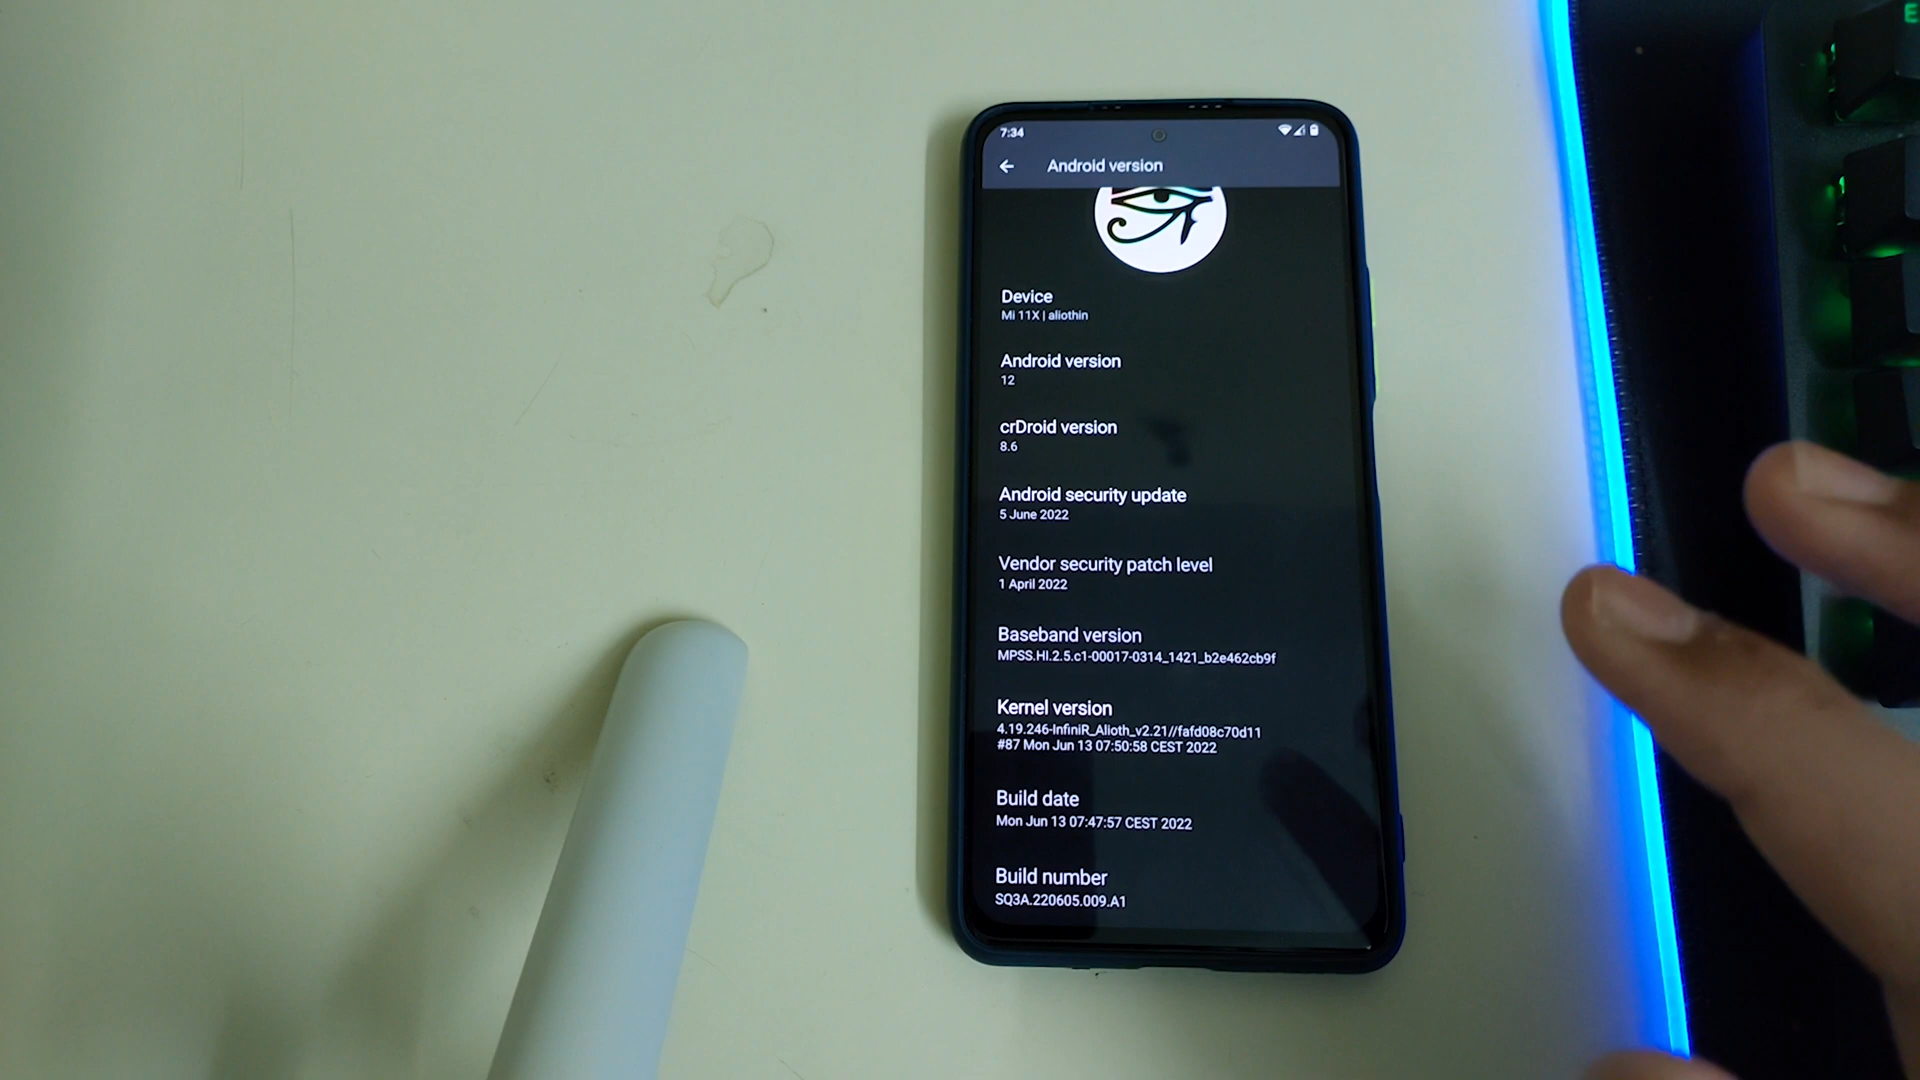 7:34
Android version
Device
Mi 11X | aliothin
Android version
12
crDroid version
8.6
Android security update
5 June 2022
Vendor security patch level
1 April 2022
Baseband version
MPSS.HI.2.5.c1-00017-0314_1421_b2e462cb9f
Kernel version
4.19.246-InfiniR_Alioth_v2.21//fafd08c70d11
#87 Mon Jun 13 07:50:58 CEST 2022
Build date
Mon Jun 13 07:47:57 CEST 2022
Build number
SQ3A.220605.009.A1
E